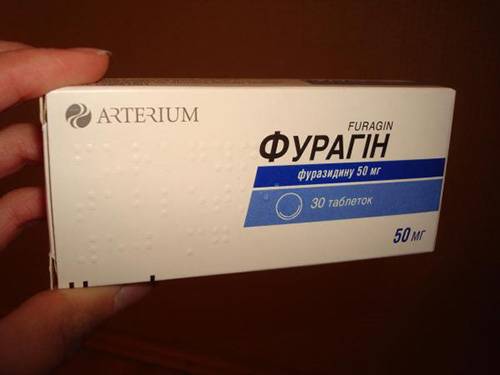 ARTERIUM
FURAGIN
ФУРАГІН
фуразидину 50 мг
30 таблеток
50 мг